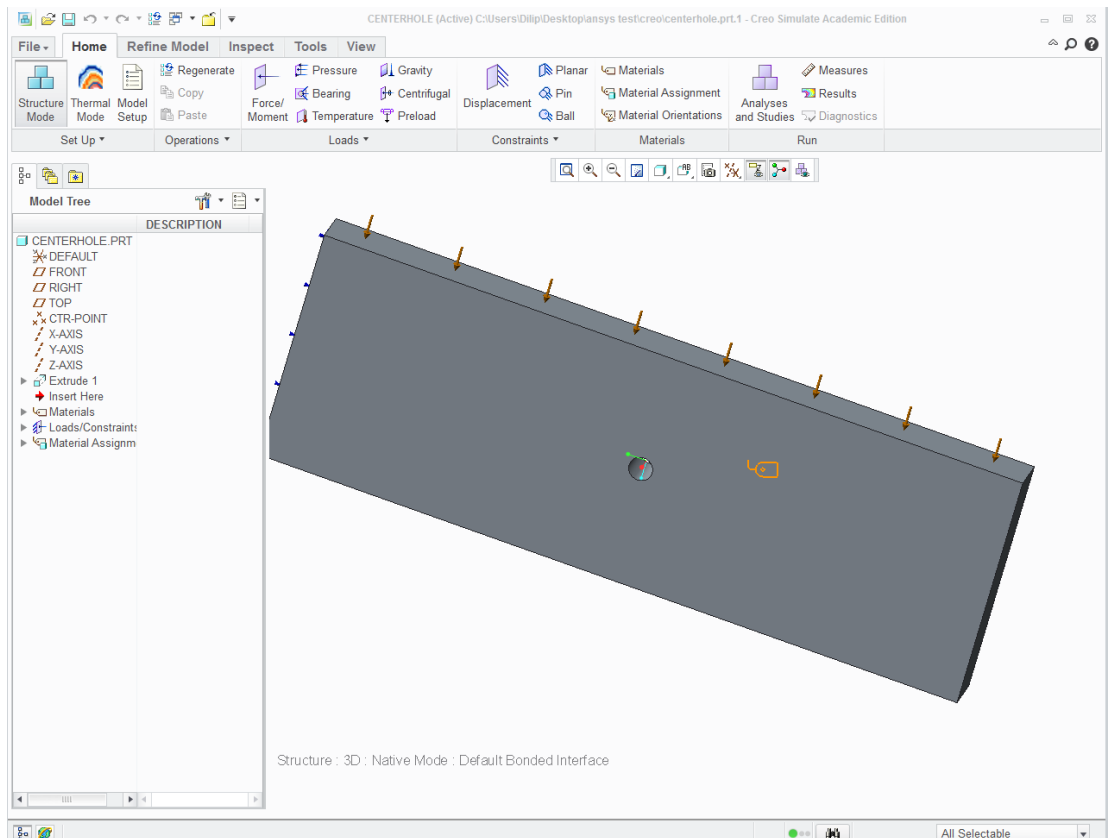 CENTERHOLE (Active) C:\Users\Dilip\Desktop\ansys test\creo\centerhole.prt.1 - Creo Simulate Academic Edition
File Home Refine Model Inspect Tools View
Structure Mode
Thermal Mode
Model Setup
Regenerate
Copy
Paste
Force/ Moment
Pressure
Bearing
Temperature
Gravity
Centrifugal
Preload
Displacement
Planar
Pin
Ball
Materials
Material Assignment
Material Orientations
Analyses and Studies
Measures
Results
Diagnostics
Set Up Operations Loads Constraints Materials Run
Model Tree
DESCRIPTION
CENTERHOLE.PRT
DEFAULT
FRONT
RIGHT
TOP
CTR-POINT
X-AXIS
Y-AXIS
Z-AXIS
Extrude 1
Insert Here
Materials
Loads/Constraints
Material Assignm
Structure : 3D : Native Mode : Default Bonded Interface
All Selectable